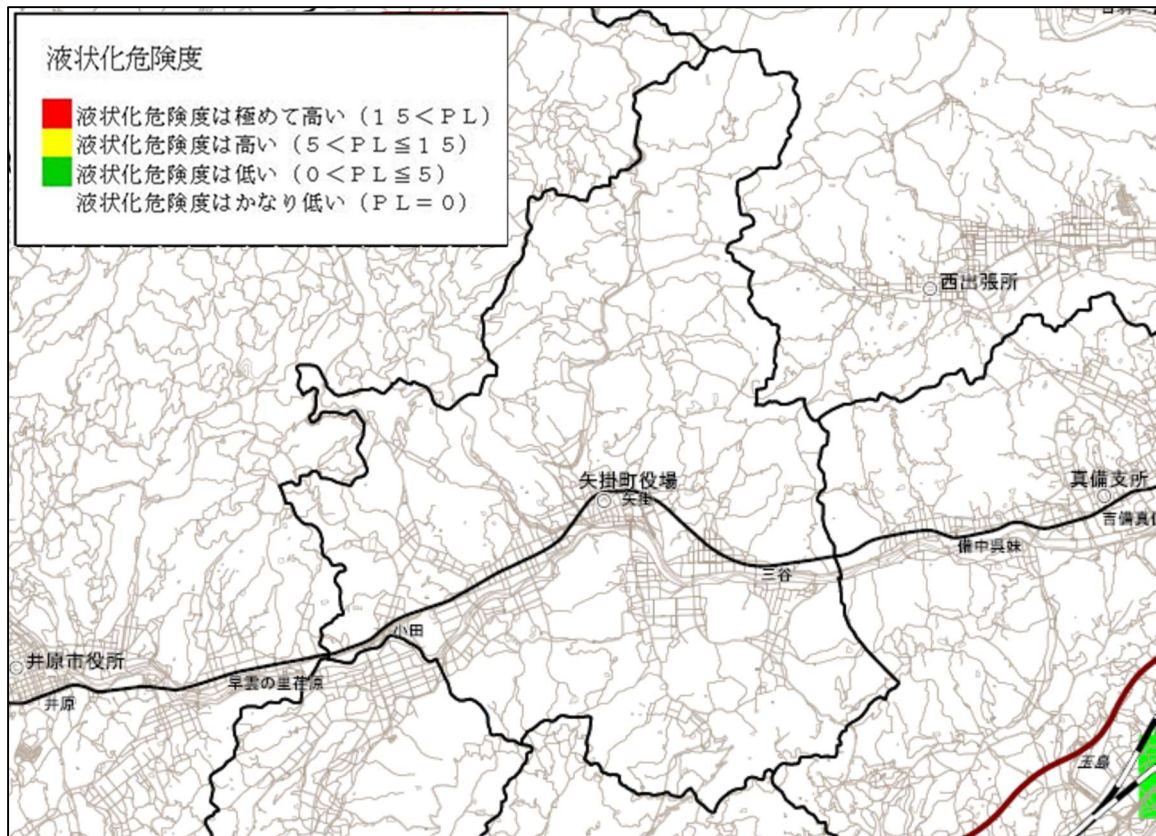 液状化危険度
液状化危険度は極めて高い（１５＜ＰＬ）
液状化危険度は高い（５＜ＰＬ≦１５）
液状化危険度は低い（０＜ＰＬ≦５）
液状化危険度はかなり低い（ＰＬ＝０）
西出張所
矢掛町役場
矢掛
真備支所
吉備真備
備中呉妹
三谷
小田
井原市役所
早雲の里荏原
井原
玉島